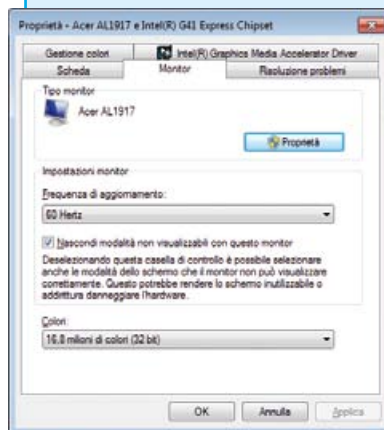 Proprietà - Acer AL1917 e Intel(R) G41 Express Chipset
Gestione colori
Intel(R) Graphics Media Accelerator Driver
Scheda
Monitor
Risoluzione problemi
Tipo monitor
Acer AL1917
Proprietà
Impostazioni monitor
Frequenza di aggiornamento:
60 Hertz
Nascondi modalità non visualizzabili con questo monitor
Deselezionando questa casella di controllo è possibile selezionare
anche le modalità dello schermo che il monitor non può visualizzare
correttamente. Questo potrebbe rendere lo schermo inutilizzabile o
addirittura danneggiare l'hardware.
Colori:
16,8 milioni di colori (32 bit)
OK
Annulla
Applica